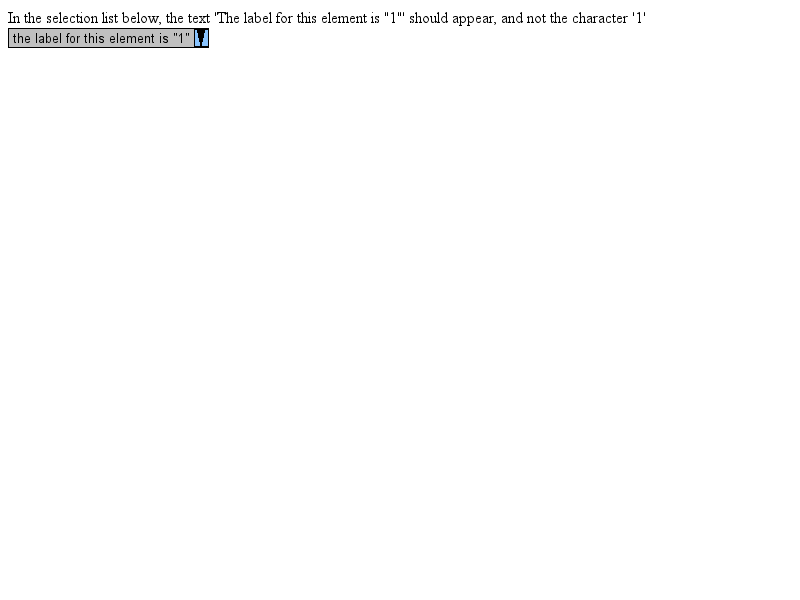 In the selection list below, the text 'The label for this element is "1"' should appear, and not the character '1'
the label for this element is "1"